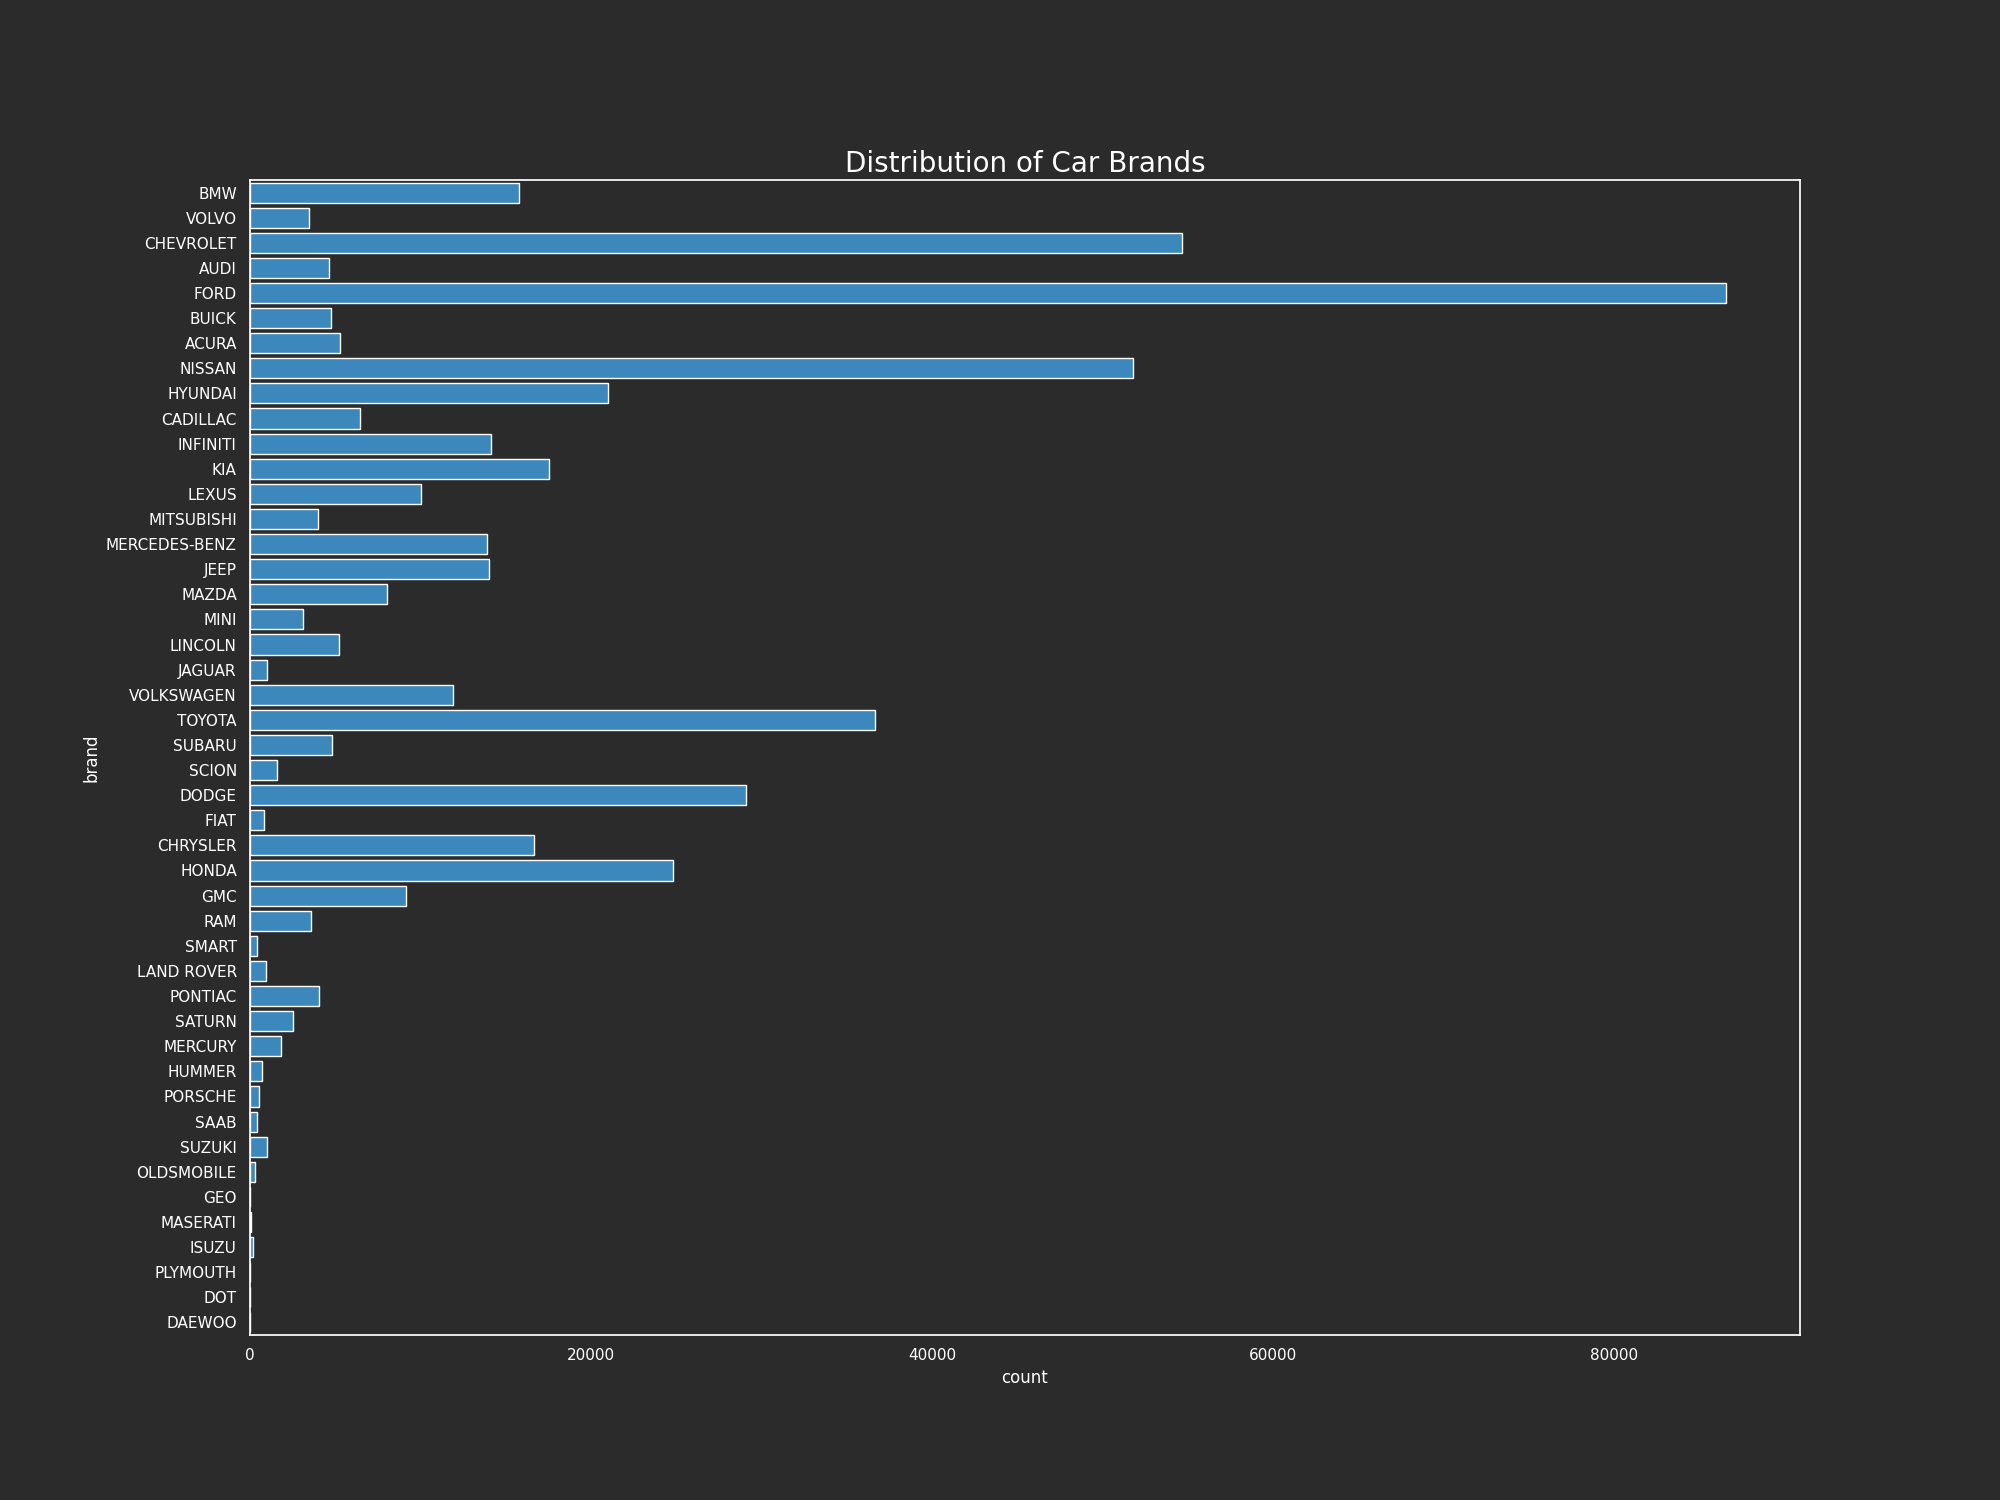 Distribution of Car Brands
BMW
VOLVO
CHEVROLET
AUDI
FORD
BUICK
ACURA
NISSAN
HYUNDAI
CADILLAC
INFINITI
KIA
LEXUS
MITSUBISHI
MERCEDES-BENZ
JEEP
MAZDA
MINI
LINCOLN
JAGUAR
VOLKSWAGEN
TOYOTA
SUBARU
SCION
DODGE
FIAT
CHRYSLER
HONDA
GMC
RAM
SMART
LAND ROVER
PONTIAC
SATURN
MERCURY
HUMMER
PORSCHE
SAAB
SUZUKI
OLDSMOBILE
GEO
MASERATI
ISUZU
PLYMOUTH
DOT
DAEWOO
brand
0 20000 40000 60000 80000
count